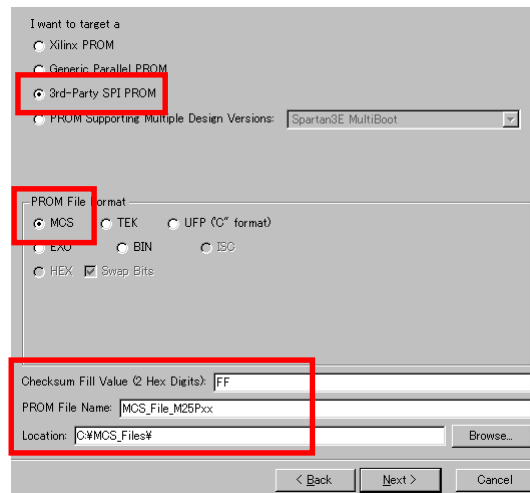 I want to target a
Xilinx PROM
Generic Parallel PROM
3rd-Party SPI PROM
PROM Supporting Multiple Design Versions: Spartan3E MultiBoot
PROM File Format
MCS TEK UFP ("C" format)
EXO BIN ISC
HEX Swap Bits
Checksum Fill Value (2 Hex Digits): FF
PROM File Name: MCS_File_M25Pxx
Location: C:¥MCS_Files¥ Browse...
< Back Next > Cancel